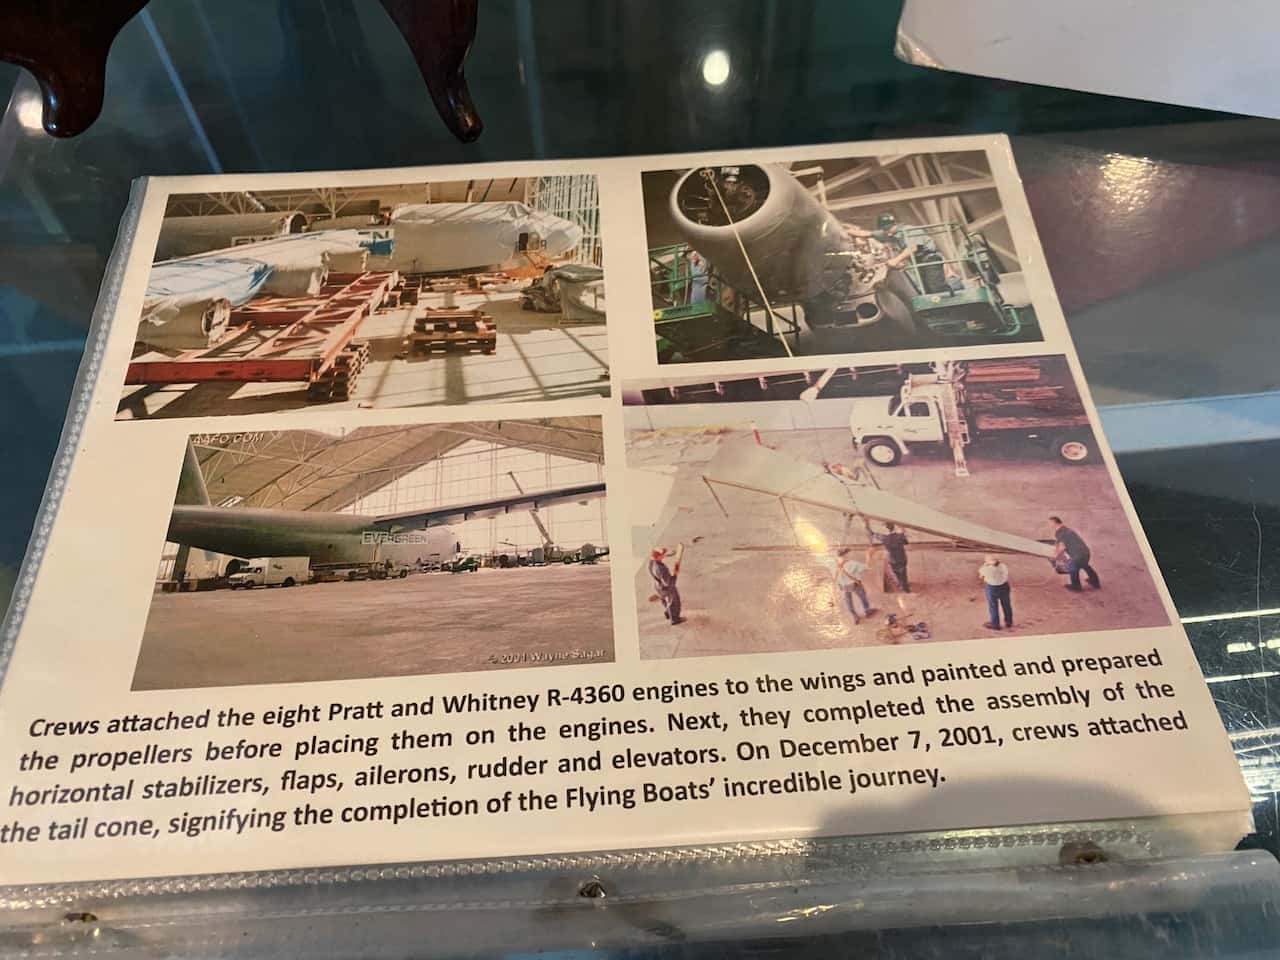 AAFO.COM
EVERGREEN
© 2001 Wayne Sagar
Crews attached the eight Pratt and Whitney R-4360 engines to the wings and painted and prepared
the propellers before placing them on the engines. Next, they completed the assembly of the
horizontal stabilizers, flaps, ailerons, rudder and elevators. On December 7, 2001, crews attached
the tail cone, signifying the completion of the Flying Boats’ incredible journey.